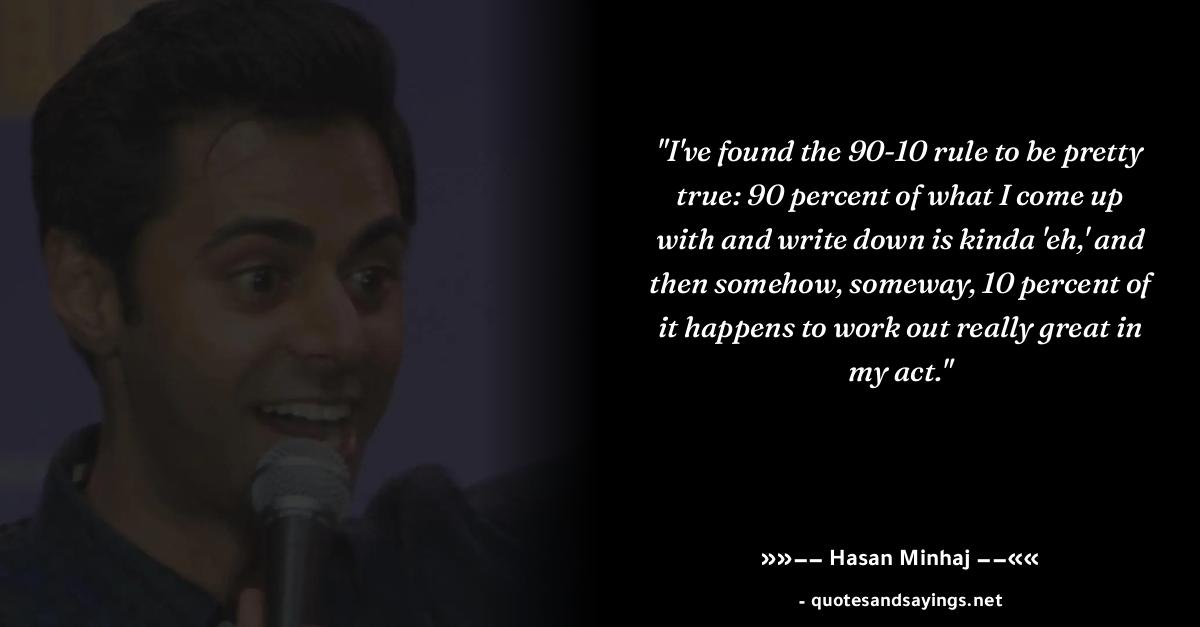 "I've found the 90-10 rule to be pretty
true: 90 percent of what I come up
with and write down is kinda 'eh,' and
then somehow, someway, 10 percent of
it happens to work out really great in
my act."
»»—— Hasan Minhaj ——««
- quotesandsayings.net